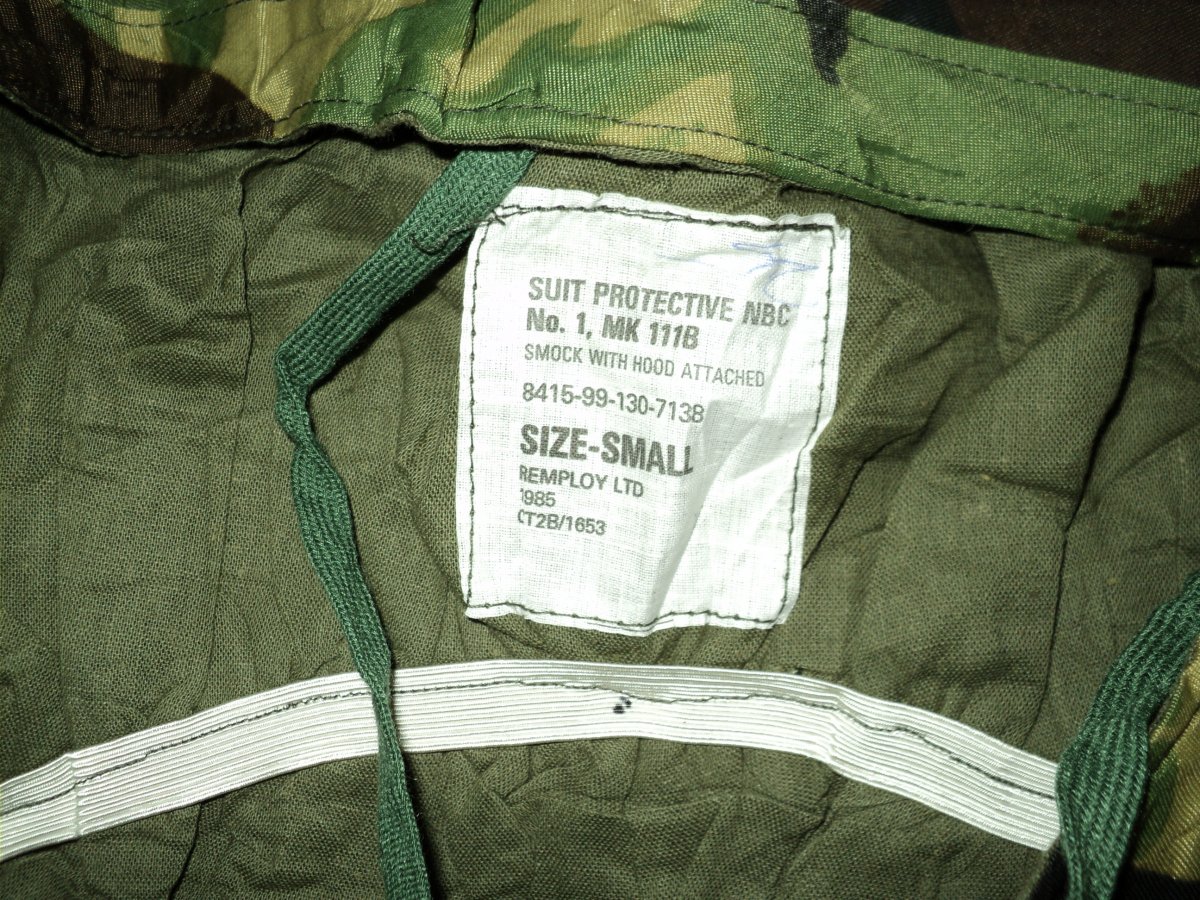 SUIT PROTECTIVE NBC
No. 1, MK 111B
SMOCK WITH HOOD ATTACHED
8415-99-130-7138
SIZE-SMALL
REMPLOY LTD
1985
CT2B/1653